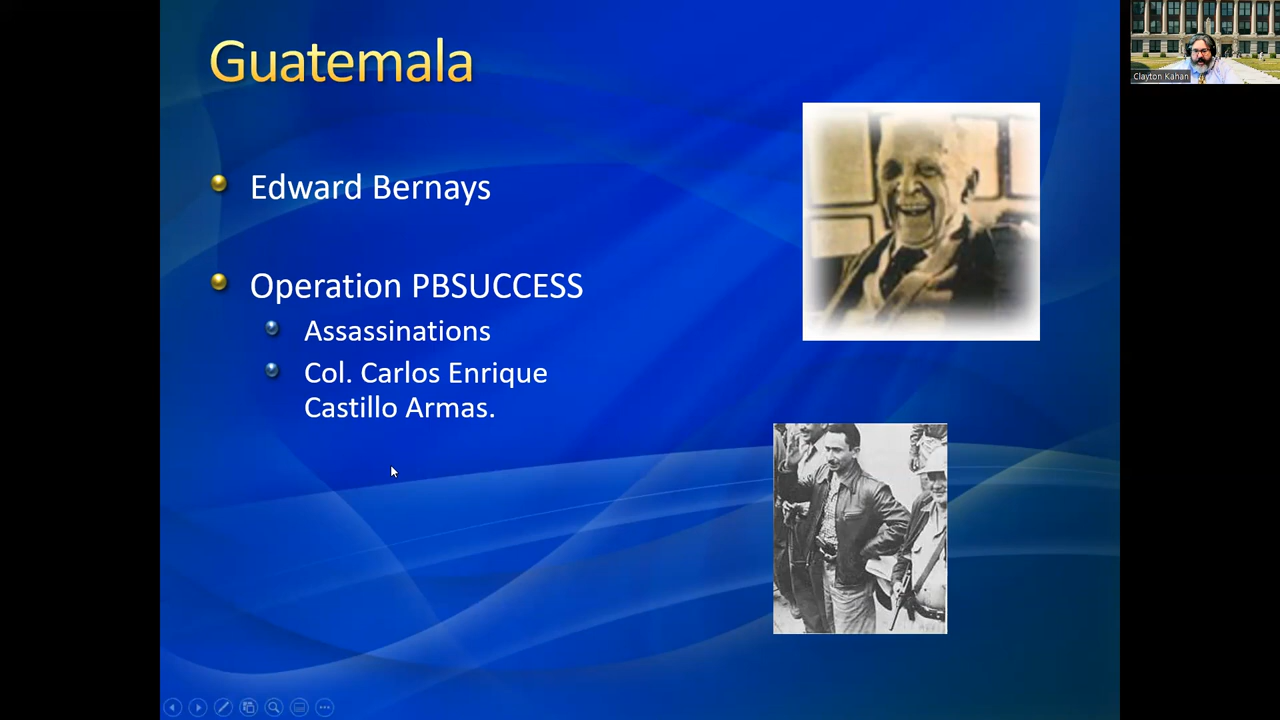 Guatemala
Edward Bernays
Operation PBSUCCESS
Assassinations
Col. Carlos Enrique
Castillo Armas.
Clayton Kahan